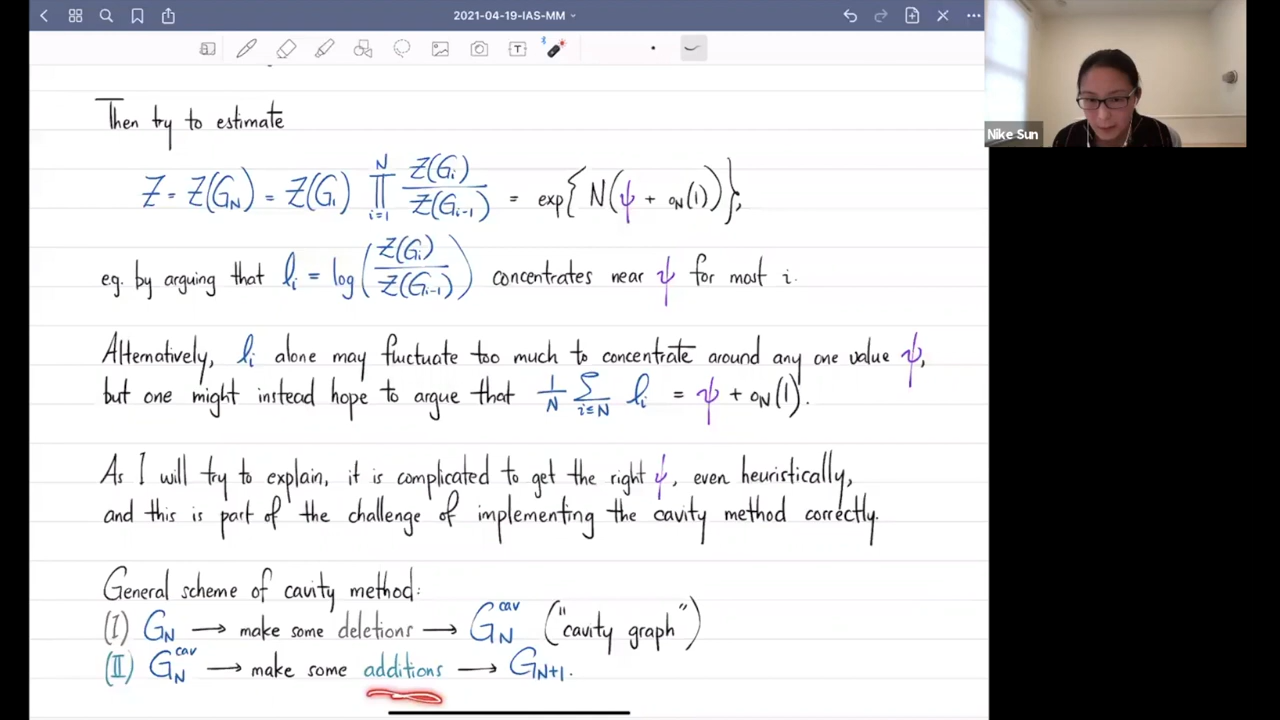 2021-04-19-IAS-MM
Nike Sun
Then try to estimate
Z = Z(G_N) = Z(G_1) ∏_{i=1}^{N} Z(G_i)/Z(G_{i-1}) = exp{ N(ψ + o_N(1)) };
eg. by arguing that l_i = log( Z(G_i)/Z(G_{i-1}) ) concentrates near ψ for most i.
Alternatively, l_i alone may fluctuate too much to concentrate around any one value ψ,
but one might instead hope to argue that 1/N Σ_{i≤N} l_i = ψ + o_N(1).
As I will try to explain, it is complicated to get the right ψ, even heuristically,
and this is part of the challenge of implementing the cavity method correctly.
General scheme of cavity method:
(I) G_N → make some deletions → G_N^{cav} ("cavity graph")
(II) G_N^{cav} → make some additions → G_{N+1}.